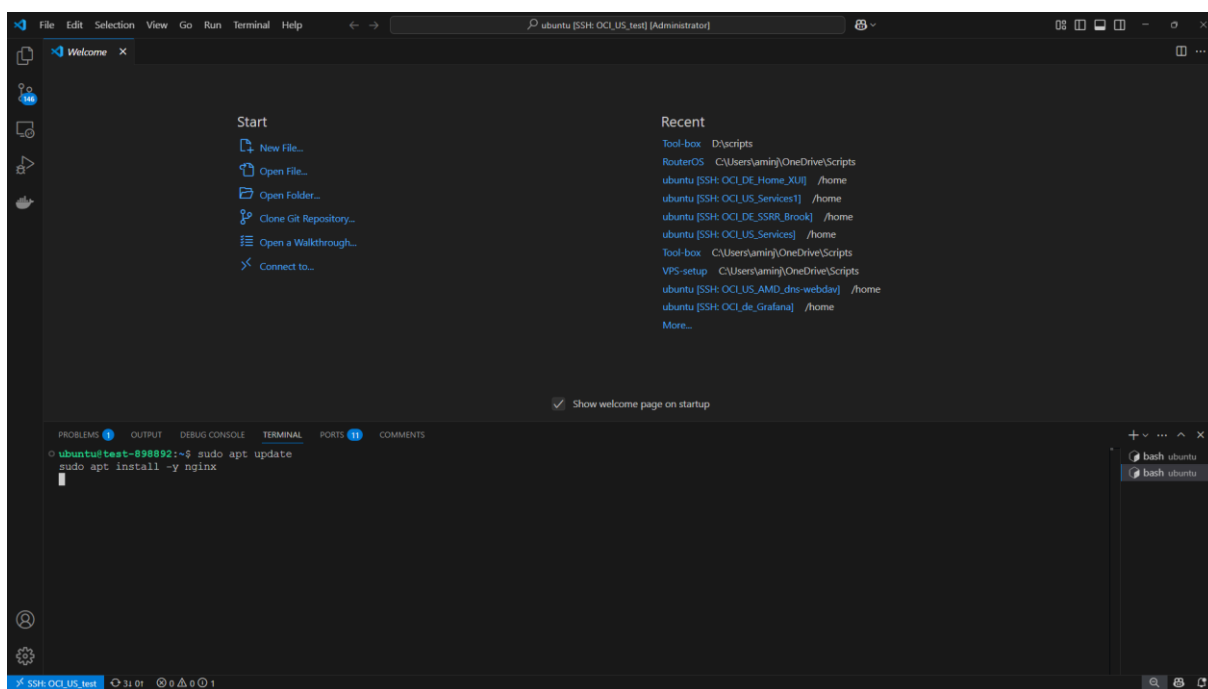 File Edit Selection View Go Run Terminal Help
ubuntu [SSH: OCI_US_test] [Administrator]
Welcome
146
Start
New File...
Open File...
Open Folder...
Clone Git Repository...
Open a Walkthrough...
Connect to...
Recent
Tool-box D:\scripts
RouterOS C:\Users\aminj\OneDrive\Scripts
ubuntu [SSH: OCI_DE_Home_XUI] /home
ubuntu [SSH: OCI_US_Services1] /home
ubuntu [SSH: OCI_DE_SSRR_Brook] /home
ubuntu [SSH: OCI_US_Services] /home
Tool-box C:\Users\aminj\OneDrive\Scripts
VPS-setup C:\Users\aminj\OneDrive\Scripts
ubuntu [SSH: OCI_US_AMD_dns-webdav] /home
ubuntu [SSH: OCI_de_Grafana] /home
More...
Show welcome page on startup
PROBLEMS 1 OUTPUT DEBUG CONSOLE TERMINAL PORTS 11 COMMENTS
ubuntu@test-898892:~$ sudo apt update
sudo apt install -y nginx
bash ubuntu
bash ubuntu
SSH: OCI_US_test 3↓ 0↑ 0 0 1